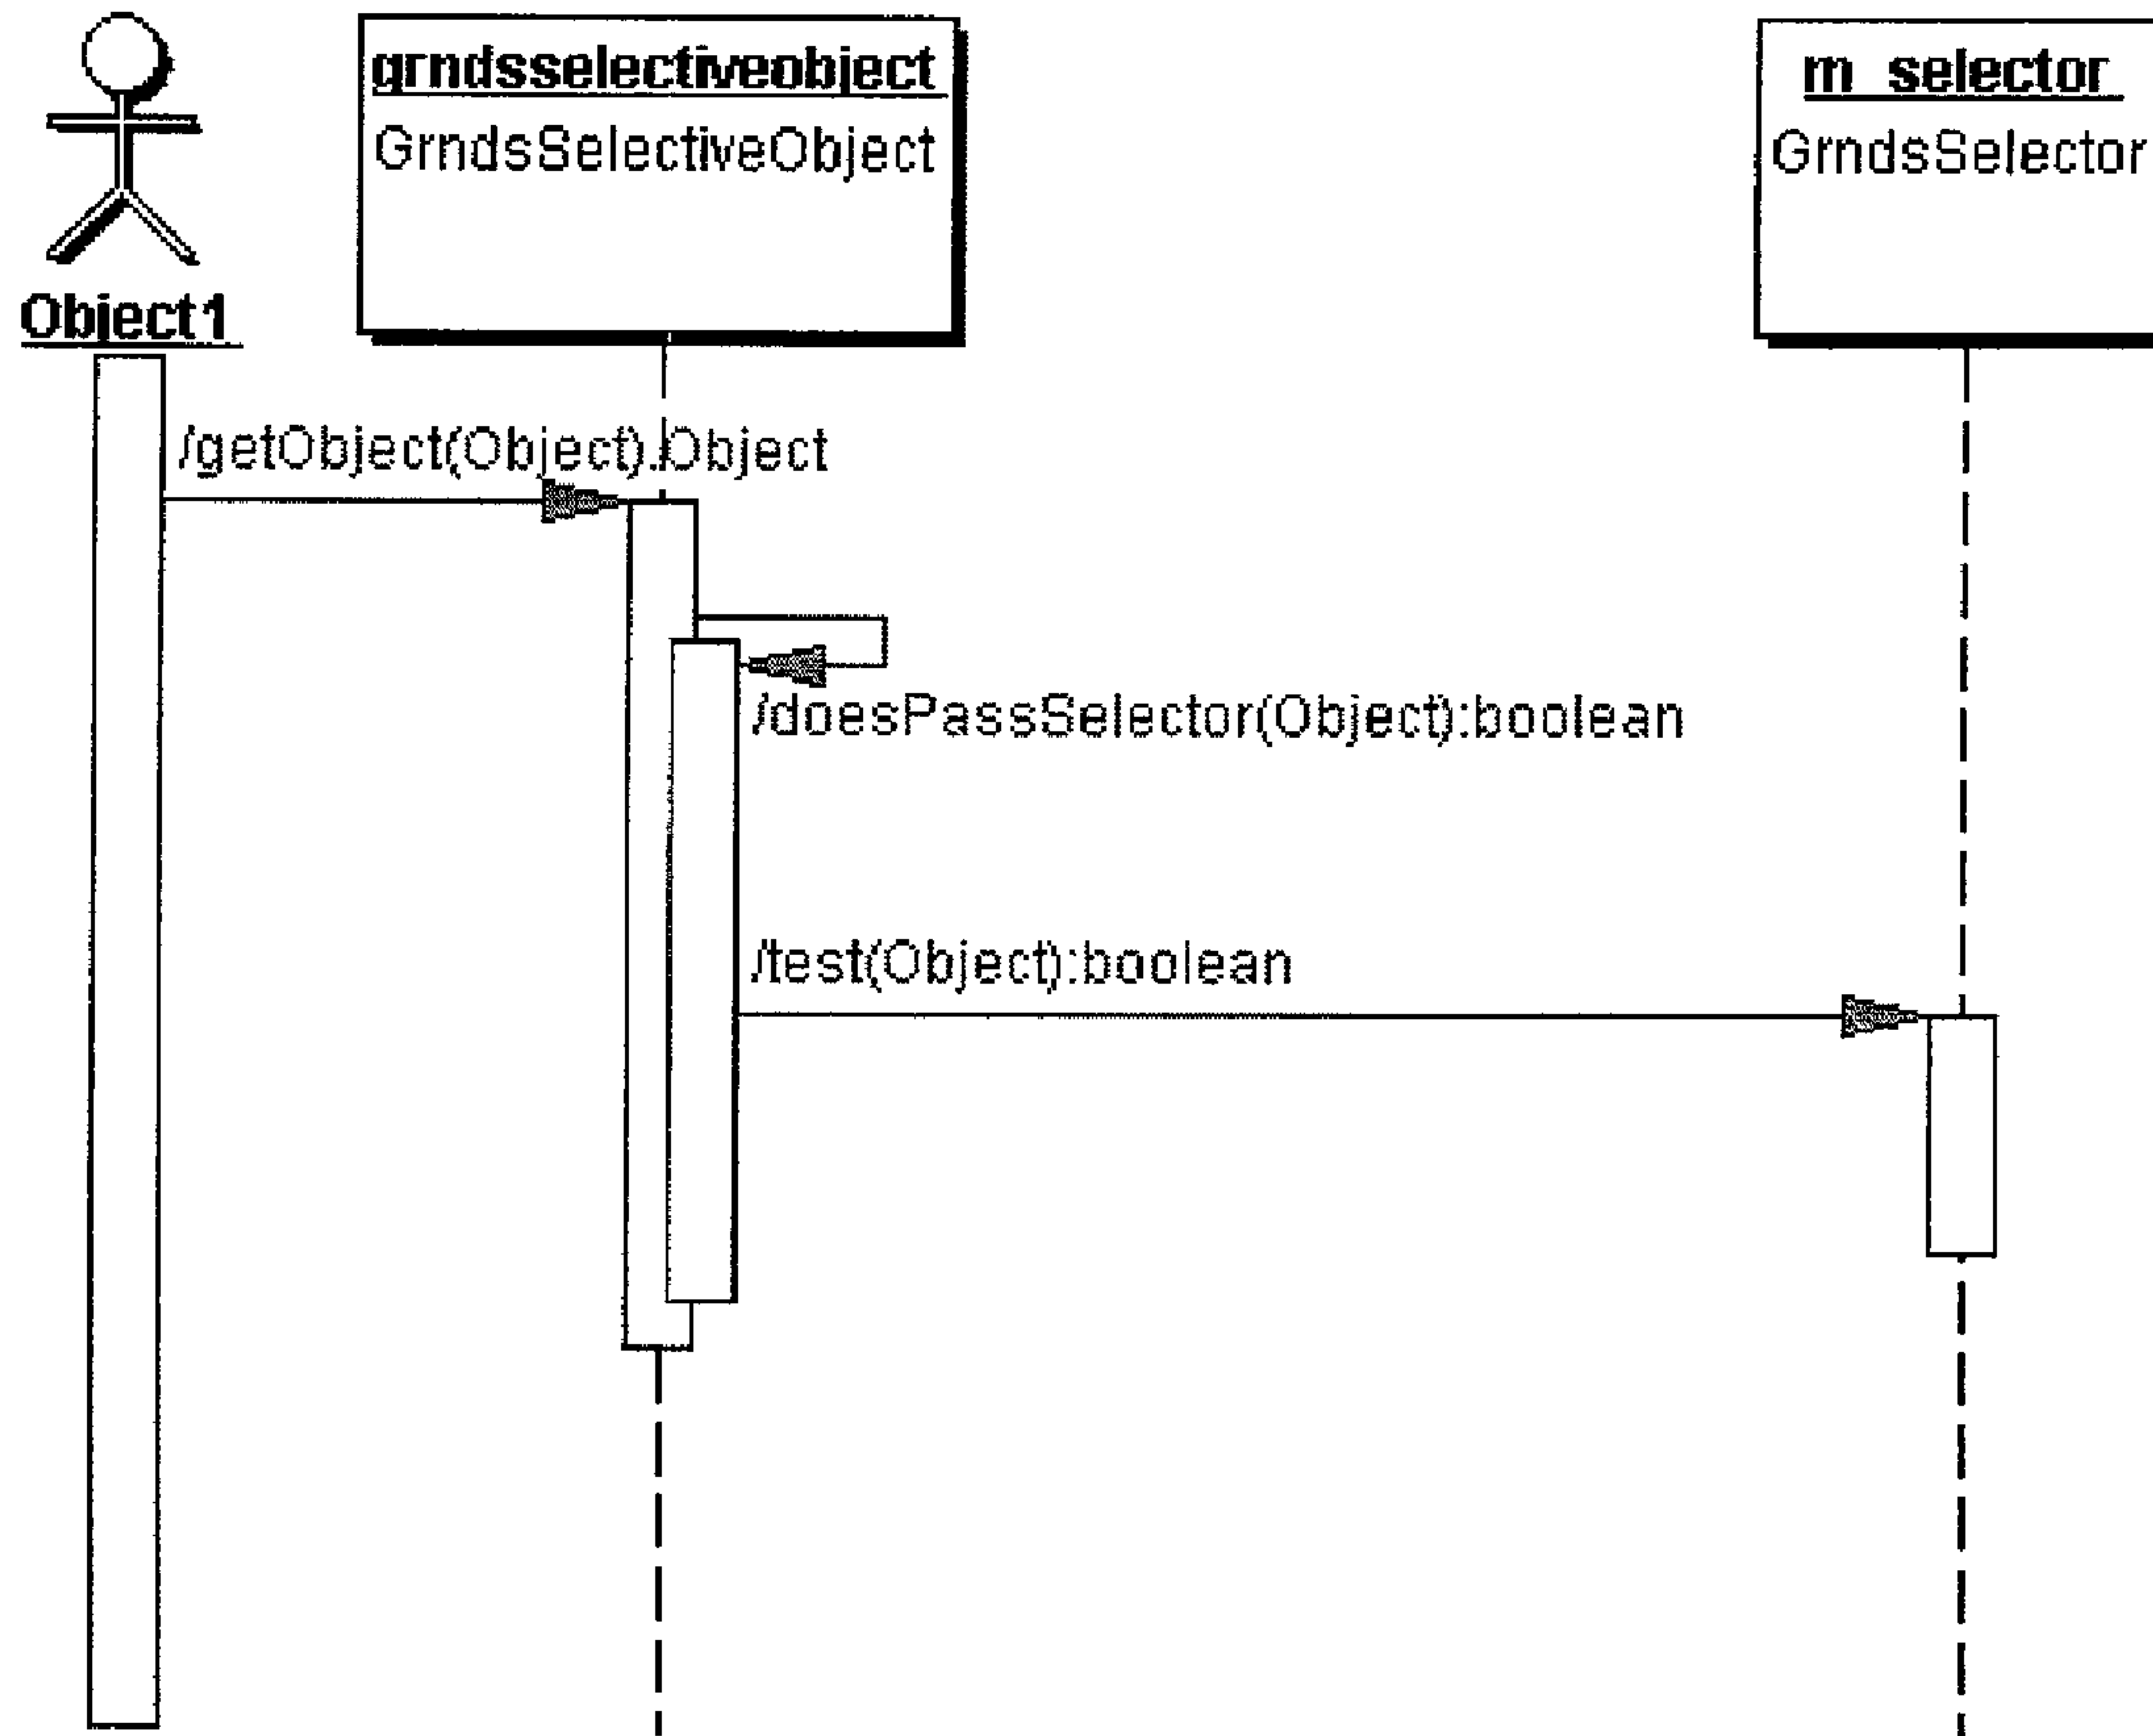 grndsselectiveobject
GrndsSelectiveObject
m_selector
GrndsSelector
Object1
/getObject(Object):Object
/doesPassSelector(Object):boolean
/test(Object):boolean